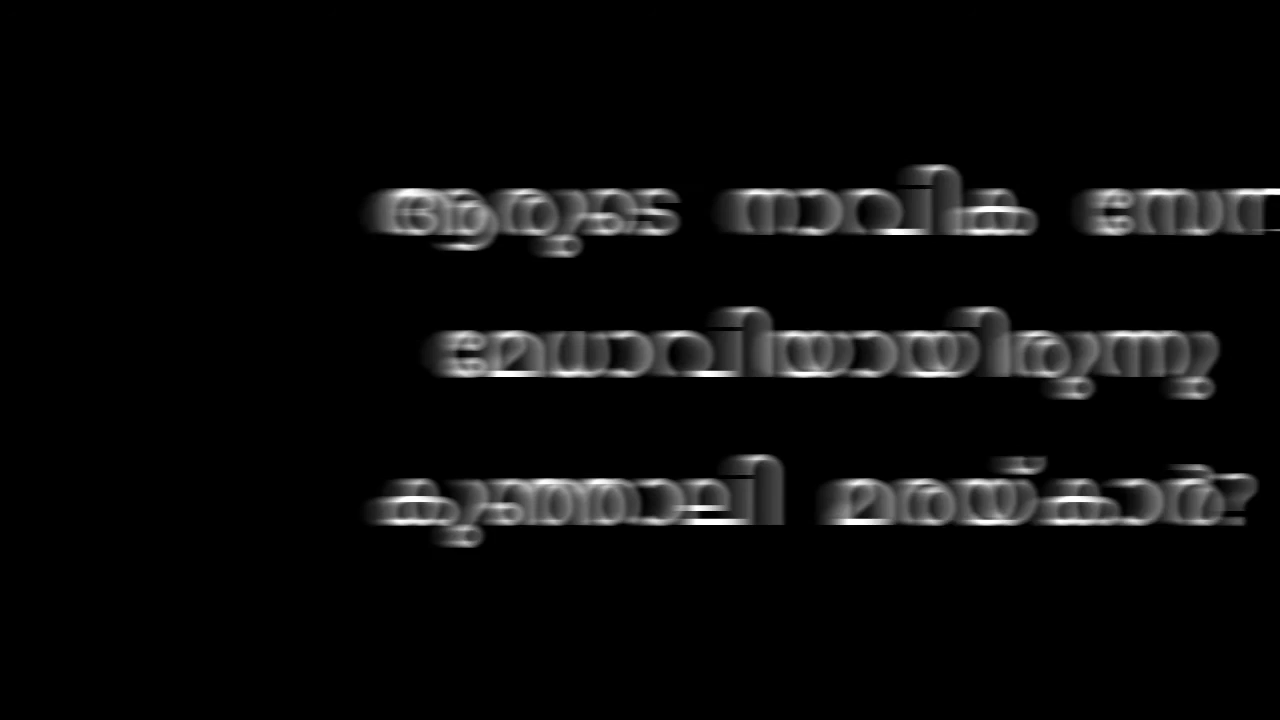 ആരുടെ നാവിക
മേധാവിയായിരുന്നു
കുഞ്ഞാലി മരയ്കാർ?